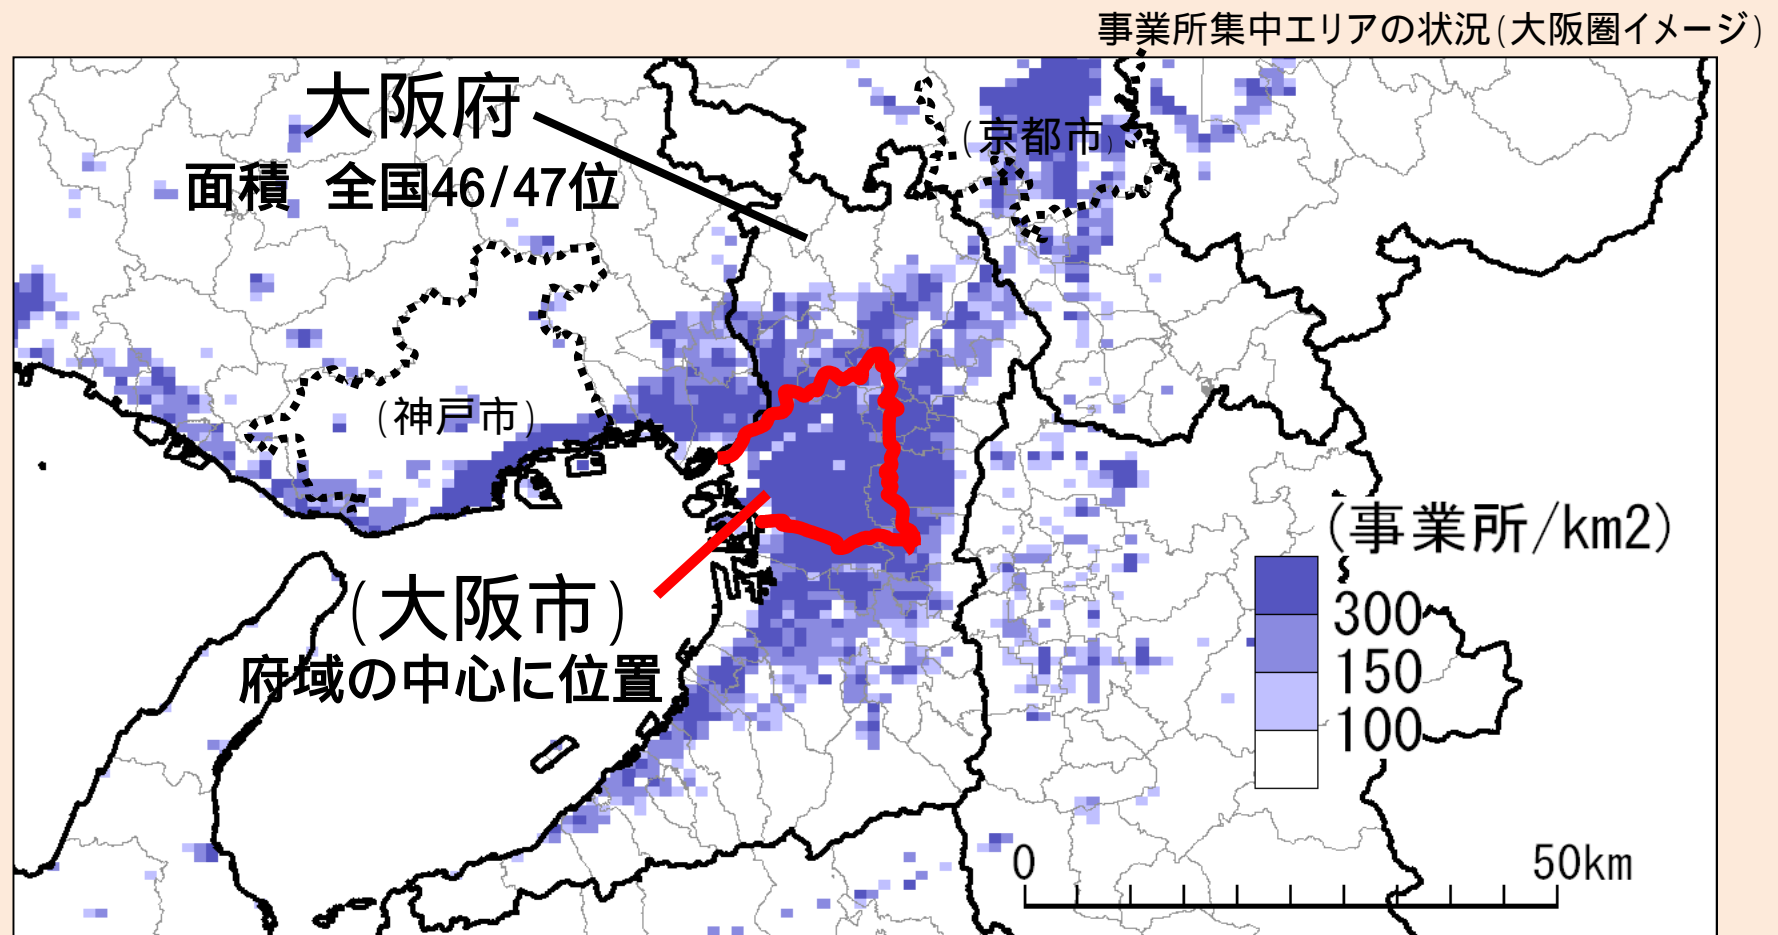 事業所集中エリアの状況(大阪圏イメージ)
大阪府
(京都市)
面積　全国46/47位
(神戸市)
(事業所/km2)
300
150
100
(大阪市)
府域の中心に位置
0 50km